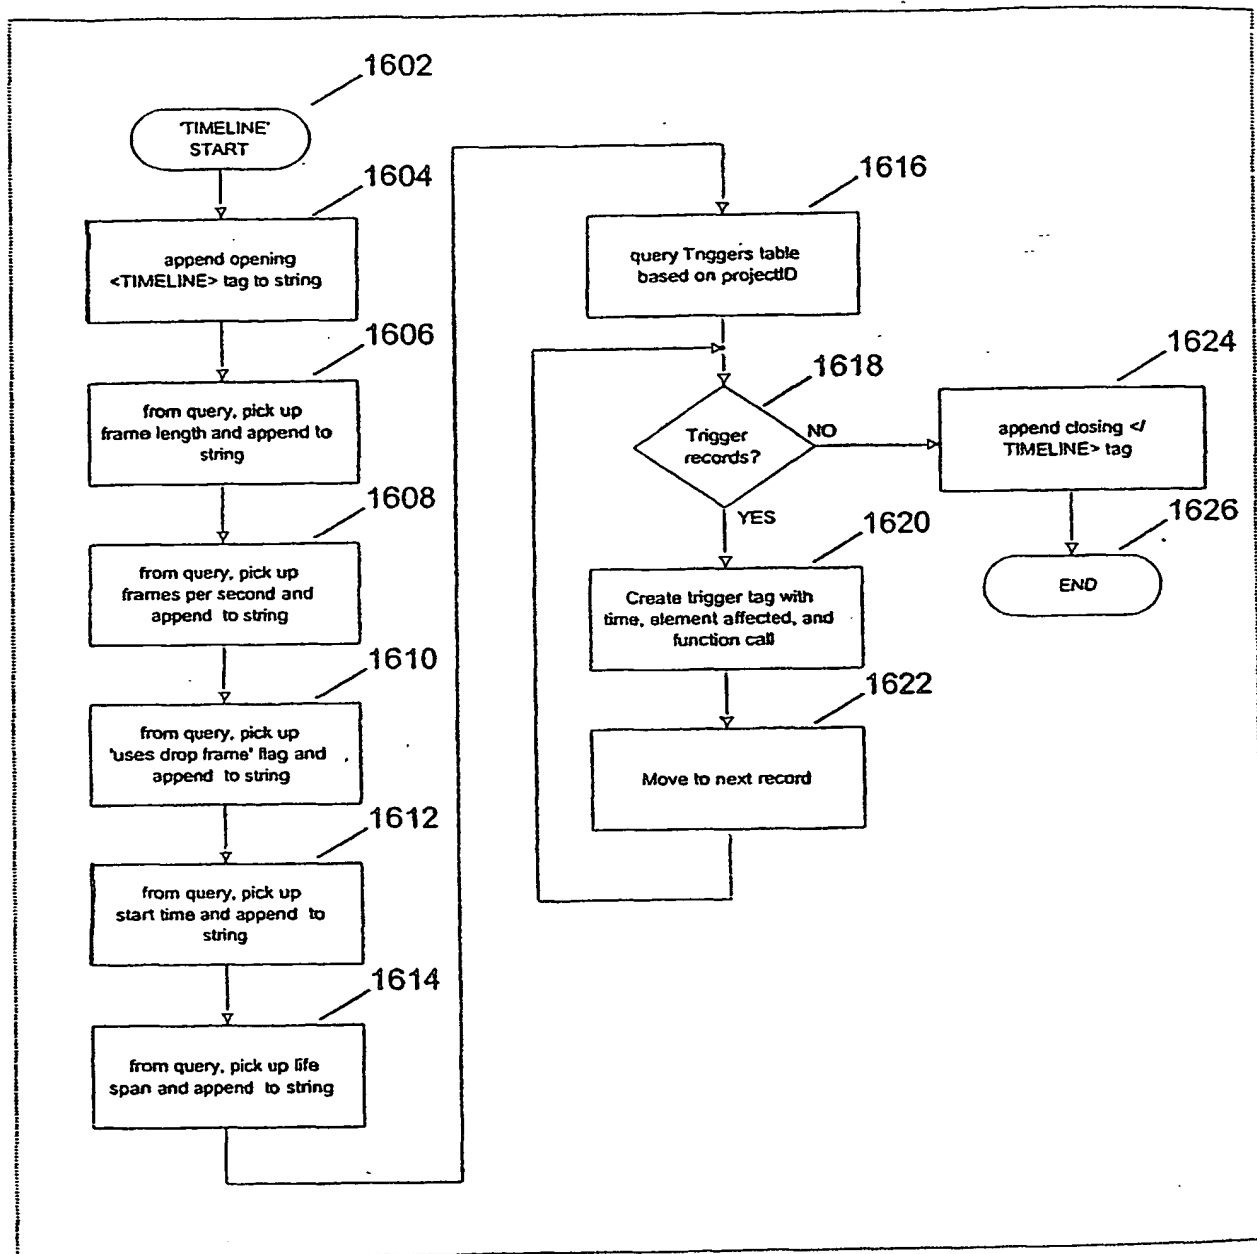 1602
'TIMELINE'
START
1604
append opening
<TIMELINE> tag to string
1606
from query, pick up
frame length and append to
string
1608
from query, pick up
frames per second and
append to string
1610
from query, pick up
'uses drop frame' flag and
append to string
1612
from query, pick up
start time and append to
string
1614
from query, pick up life
span and append to string
1616
query Triggers table
based on projectID
1618
Trigger
records?
NO
YES
1620
Create trigger tag with
time, element affected, and
function call
1622
Move to next record
1624
append closing </
TIMELINE> tag
1626
END